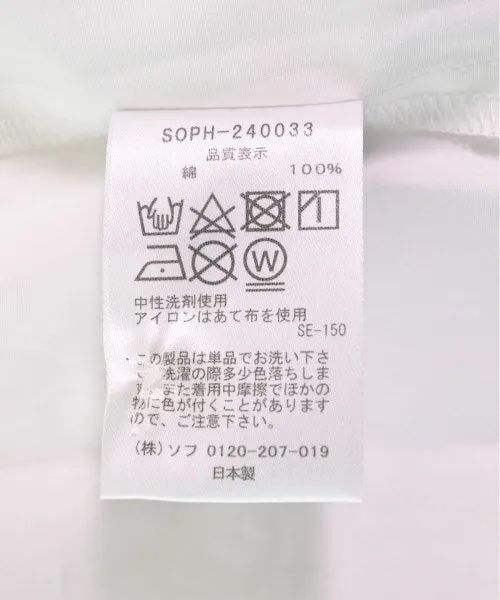 SOPH-240033
品質表示
綿 100%
W
中性洗剤使用
アイロンはあて布を使用
SE-150
・この製品は単品でお洗い下さ
洗濯の際多少色落ちしま
また着用中摩擦でほかの
物に色が付くことがあります
ので、ご注意下さい。
(株)ソフ 0120-207-019
日本製